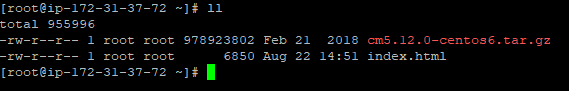 [root@ip-172-31-37-72 ~]# ll
total 955996
-rw-r--r-- 1 root root 978923802 Feb 21  2018 cm5.12.0-centos6.tar.gz
-rw-r--r-- 1 root root      6850 Aug 22 14:51 index.html
[root@ip-172-31-37-72 ~]#